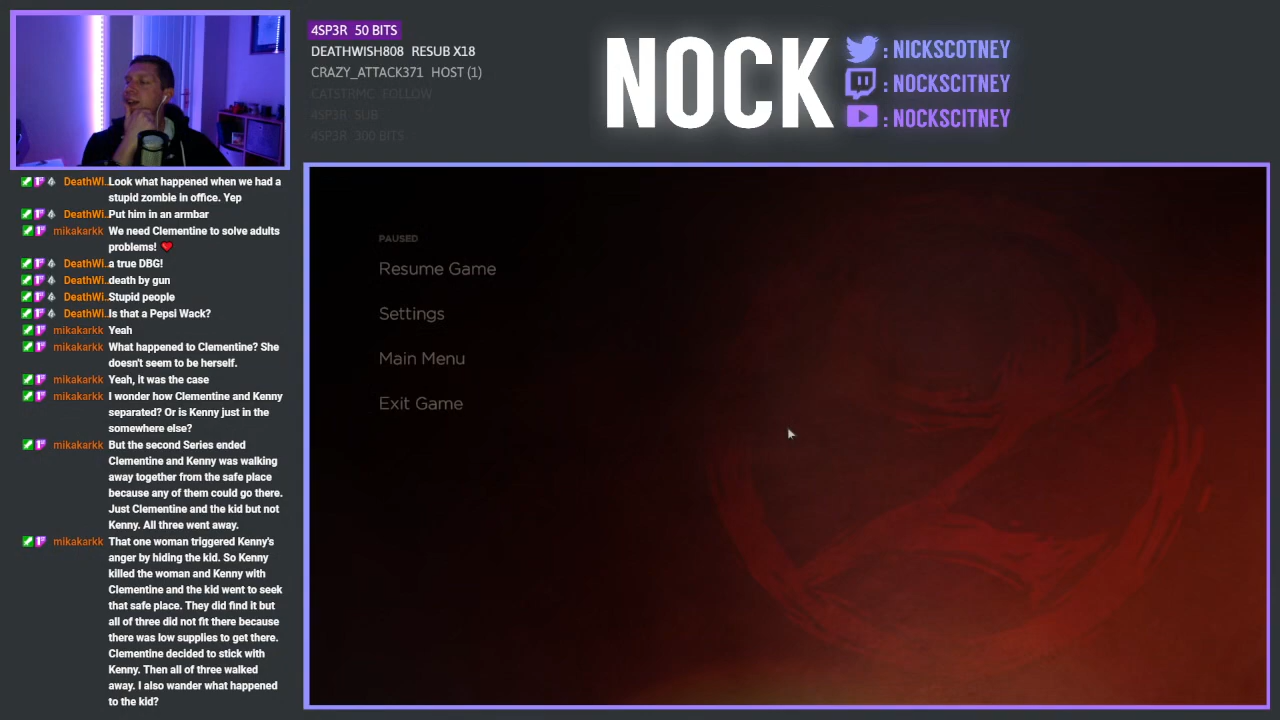 4SP3R 50 BITS
DEATHWISH808 RESUB X18
CRAZY_ATTACK371 HOST (1)
CATSTRMC FOLLOW
4SP3R SUB
4SP3R 300 BITS
NOCK
: NICKSCOTNEY
: NOCKSCITNEY
: NOCKSCITNEY
DeathWi..Look what happened when we had a
stupid zombie in office. Yep
DeathWi..Put him in an armbar
mikakarkk We need Clementine to solve adults
problems! ❤
DeathWi..a true DBG!
DeathWi..death by gun
DeathWi..Stupid people
DeathWi..Is that a Pepsi Wack?
mikakarkk Yeah
mikakarkk What happened to Clementine? She
doesn't seem to be herself.
mikakarkk Yeah, it was the case
mikakarkk I wonder how Clementine and Kenny
separated? Or is Kenny just in the
somewhere else?
mikakarkk But the second Series ended
Clementine and Kenny was walking
away together from the safe place
because any of them could go there.
Just Clementine and the kid but not
Kenny. All three went away.
mikakarkk That one woman triggered Kenny's
anger by hiding the kid. So Kenny
killed the woman and Kenny with
Clementine and the kid went to seek
that safe place. They did find it but
all of three did not fit there because
there was low supplies to get there.
Clementine decided to stick with
Kenny. Then all of three walked
away. I also wander what happened
to the kid?
PAUSED
Resume Game
Settings
Main Menu
Exit Game